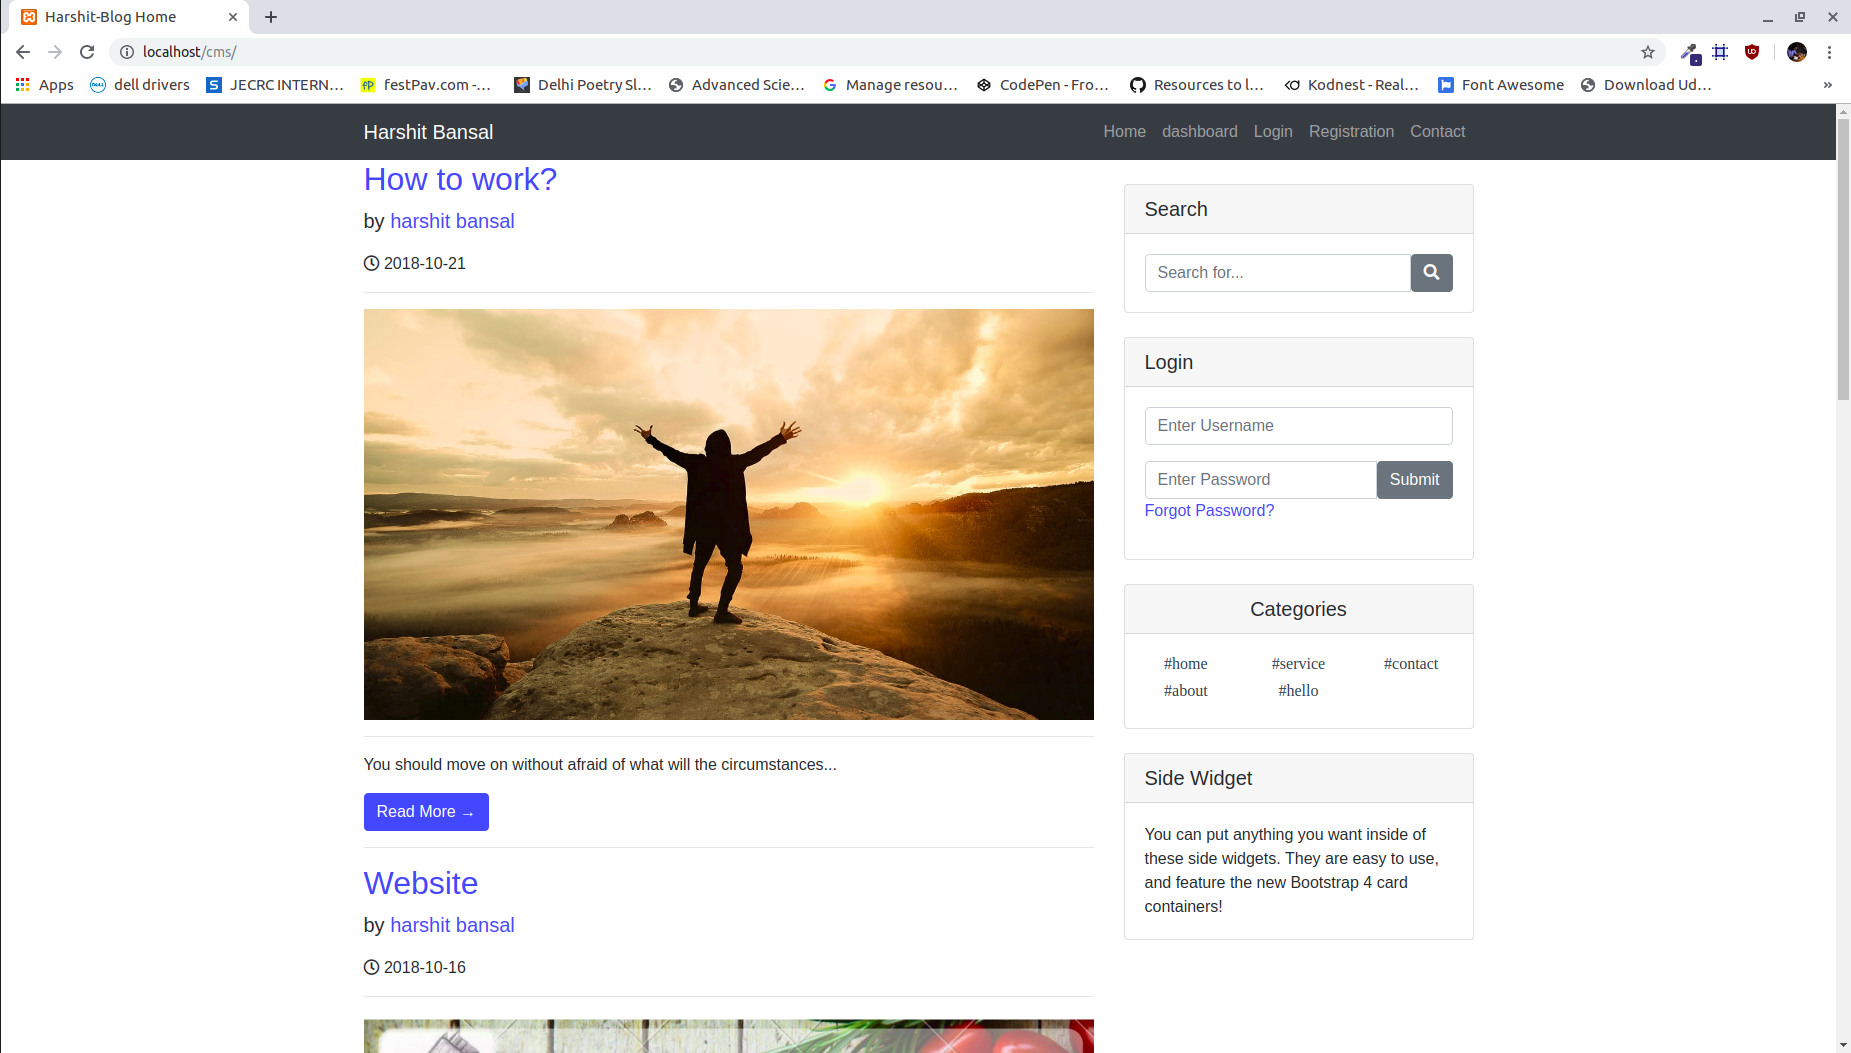 Harshit-Blog Home
localhost/cms/
Apps dell drivers JECRC INTERN... festPav.com -... Delhi Poetry Sl... Advanced Scie... Manage resou... CodePen - Fro... Resources to l... Kodnest - Real... Font Awesome Download Ud... »
Harshit Bansal Home dashboard Login Registration Contact
How to work?
by harshit bansal
2018-10-21
You should move on without afraid of what will the circumstances...
Read More →
Website
by harshit bansal
2018-10-16
Search
Search for...
Login
Enter Username
Enter Password Submit
Forgot Password?
Categories
#home #service #contact
#about #hello
Side Widget
You can put anything you want inside of
these side widgets. They are easy to use,
and feature the new Bootstrap 4 card
containers!